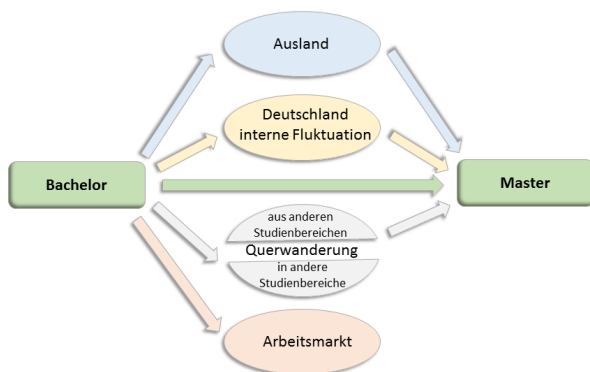 Ausland
Deutschland
interne Fluktuation
Bachelor
Master
aus anderen
Studienbereichen
Querwanderung
in andere
Studienbereiche
Arbeitsmarkt